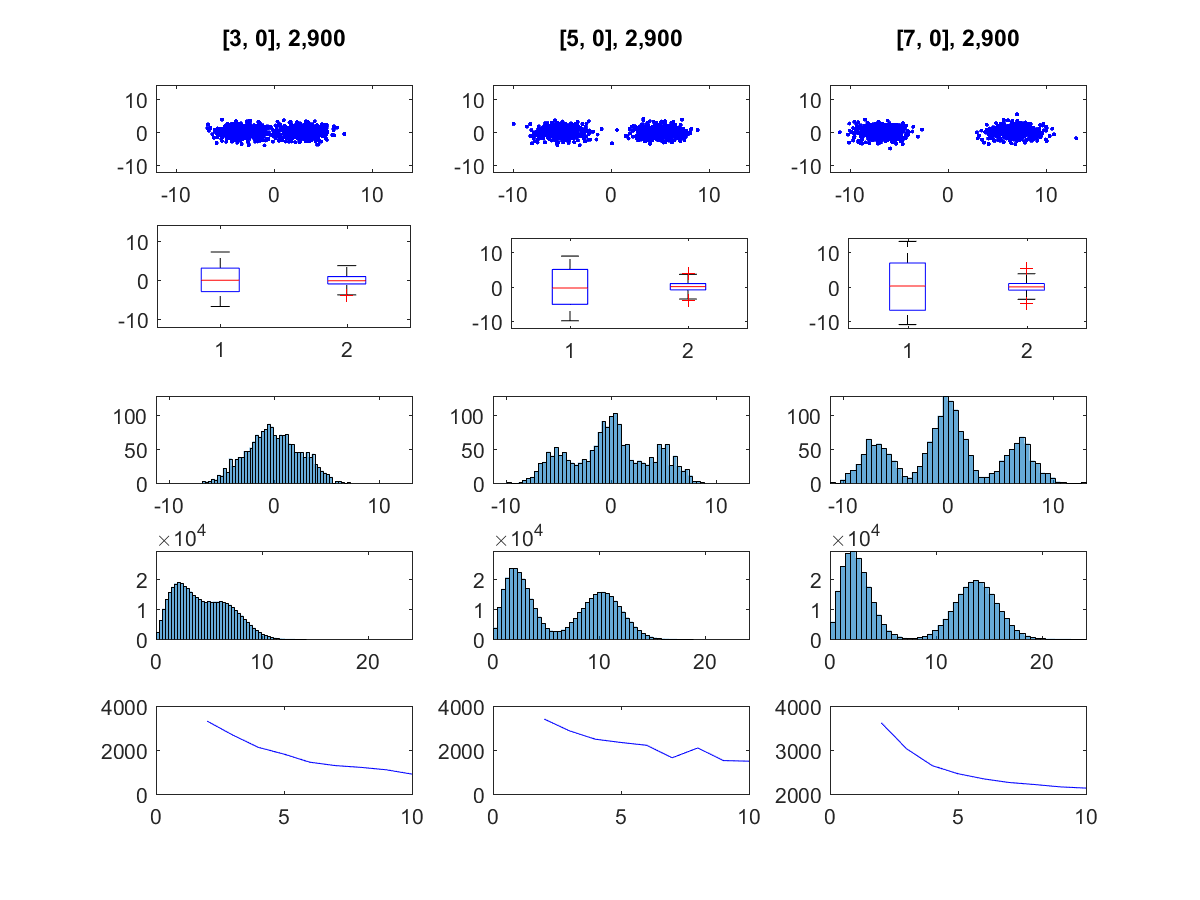 [3, 0], 2,900 [5, 0], 2,900 [7, 0], 2,900
10 10 10
0 0 0
-10 -10 -10
-10 0 10 -10 0 10 -10 0 10
10 10 10
0 0 0
-10 -10 -10
1 2 1 2 1 2
100 100 100
50 50 50
0 0 0
-10 0 10 -10 0 10 -10 0 10
×10^4 ×10^4 ×10^4
2 2 2
1 1 1
0 0 0
0 10 20 0 10 20 0 10 20
4000 4000 4000
2000 2000 3000
0 0 2000
0 5 10 0 5 10 0 5 10